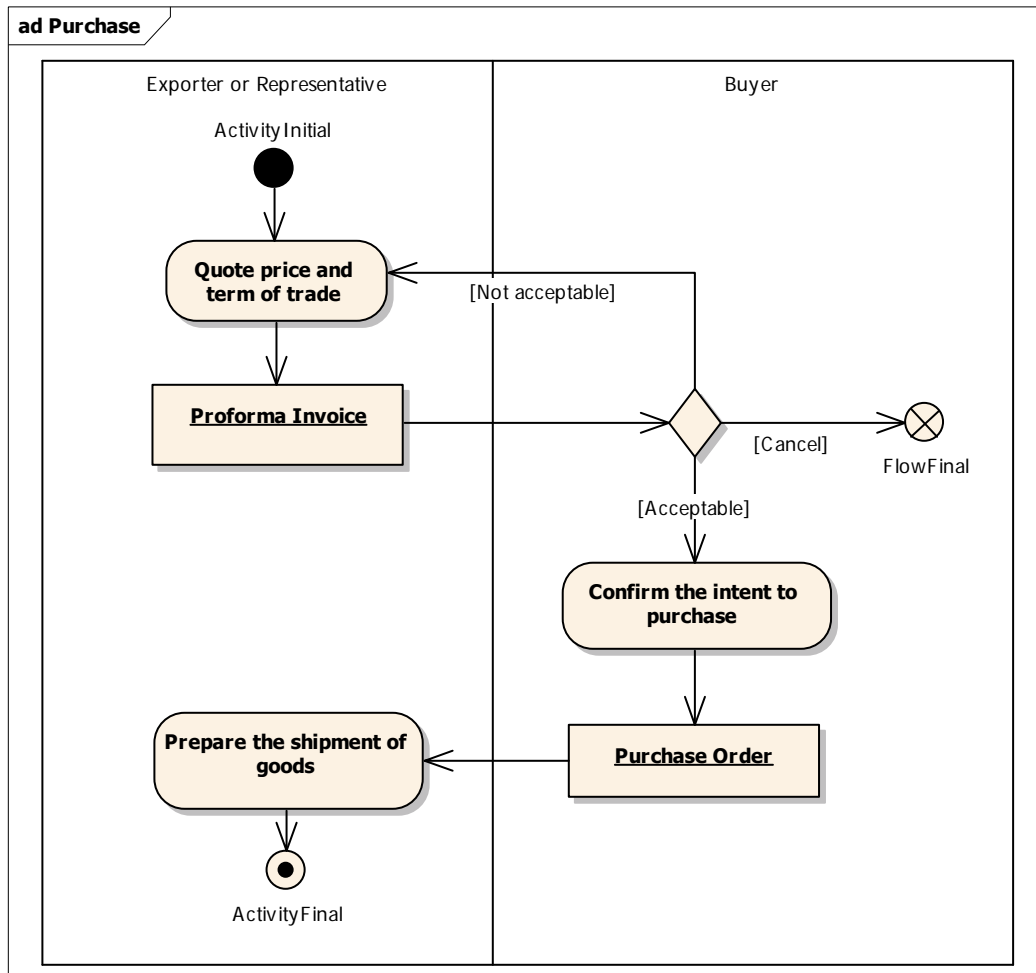 ad Purchase
Exporter or Representative
Buyer
ActivityInitial
Quote price and
term of trade
[Not acceptable]
Proforma Invoice
[Cancel]
FlowFinal
[Acceptable]
Confirm the intent to
purchase
Prepare the shipment of
goods
Purchase Order
ActivityFinal